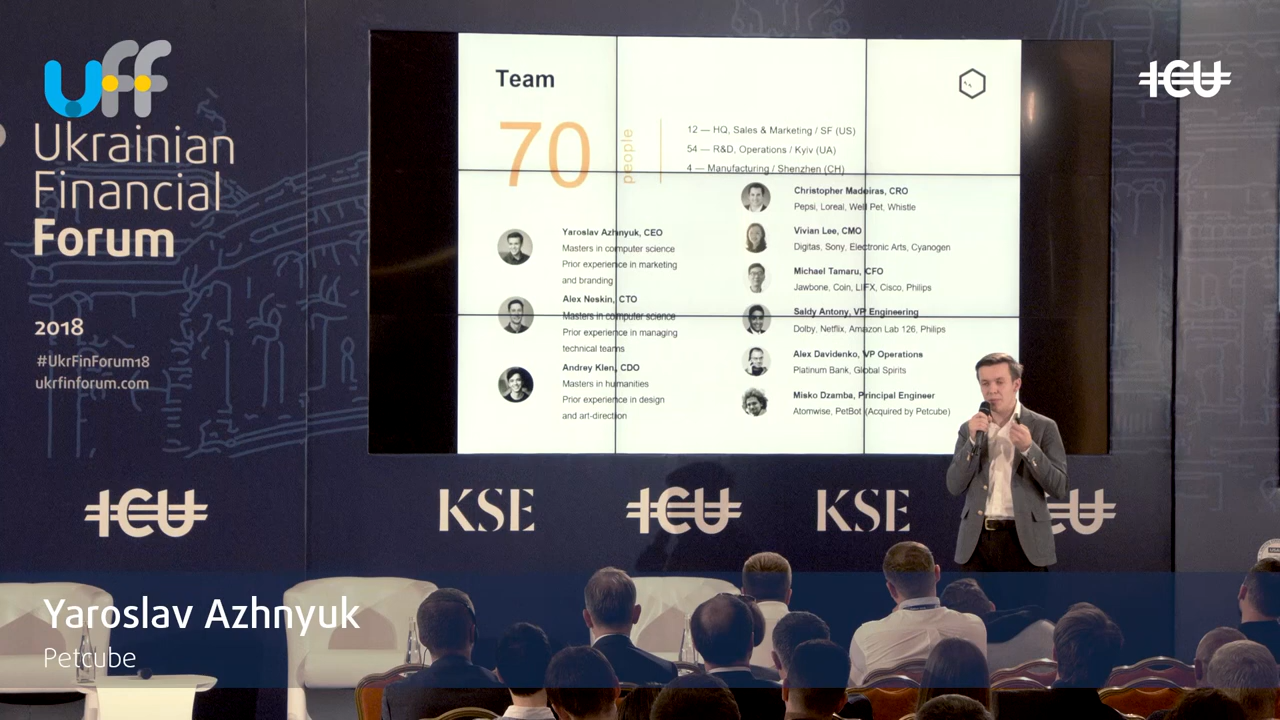 UFF
Ukrainian
Financial
Forum
2018
#UkrFinForum18
ukrfinforum.com
ICU
Team
70 people
12 — HQ, Sales & Marketing / SF (US)
54 — R&D, Operations / Kyiv (UA)
4 — Manufacturing / Shenzhen (CH)
Yaroslav Azhnyuk, CEO
Masters in computer science
Prior experience in marketing
and branding
Alex Neskin, CTO
Masters in computer science
Prior experience in managing
technical teams
Andrey Klen, CDO
Masters in humanities
Prior experience in design
and art-direction
Christopher Madeiras, CRO
Pepsi, Loreal, Well Pet, Whistle
Vivian Lee, CMO
Digitas, Sony, Electronic Arts, Cyanogen
Michael Tamaru, CFO
Jawbone, Coin, LIFX, Cisco, Philips
Saldy Antony, VP Engineering
Dolby, Netflix, Amazon Lab 126, Philips
Alex Davidenko, VP Operations
Platinum Bank, Global Spirits
Misko Dzamba, Principal Engineer
Atomwise, PetBot (Acquired by Petcube)
ICU
KSE
ICU
KSE
CU
Yaroslav Azhnyuk
Petcube